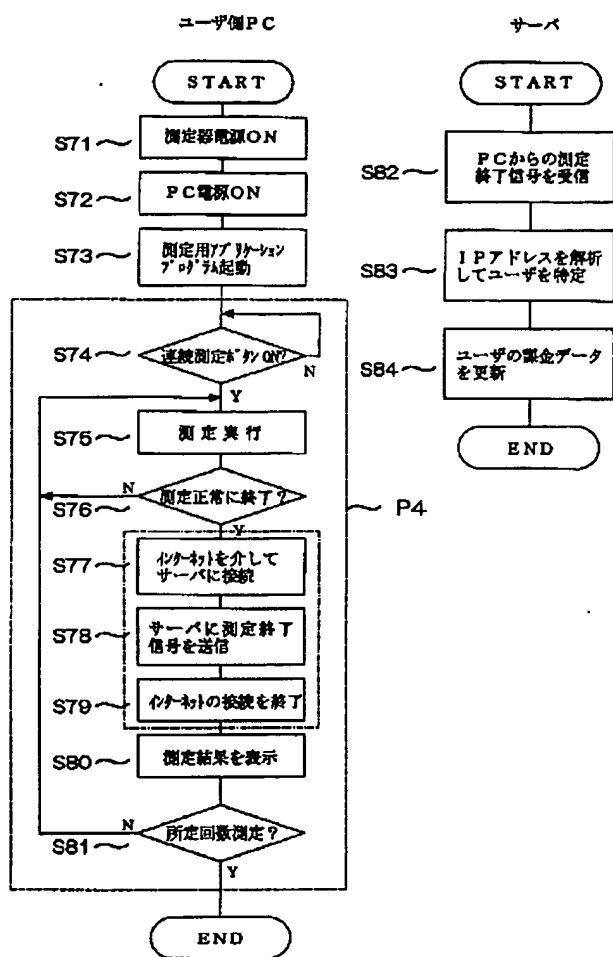 ユーザ側PC
START
S71
測定器電源ON
S72
PC電源ON
S73
測定用アプリケーション
プログラム起動
S74
連続測定ボタンON?
N
Y
S75
測定実行
S76
測定正常に終了?
N
Y
S77
インターネットを介して
サーバに接続
S78
サーバに測定終了
信号を送信
S79
インターネットの接続を終了
S80
測定結果を表示
S81
所定回数測定?
N
Y
END
P4
サーバ
START
S82
PCからの測定
終了信号を受信
S83
IPアドレスを解析
してユーザを特定
S84
ユーザの課金データ
を更新
END